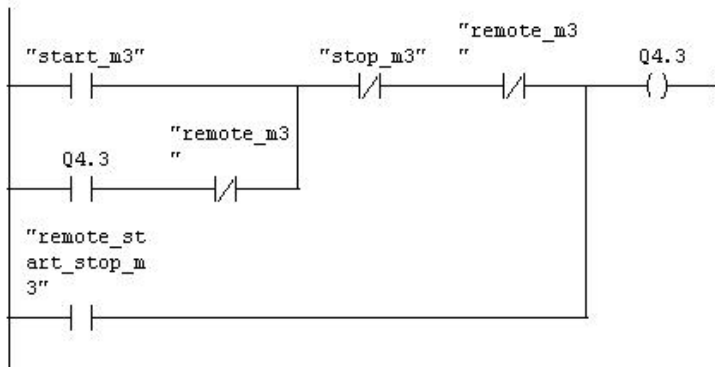 "start_m3"
"stop_m3"
"remote_m3
"
Q4.3
Q4.3
"remote_m3
"
"remote_st
art_stop_m
3"